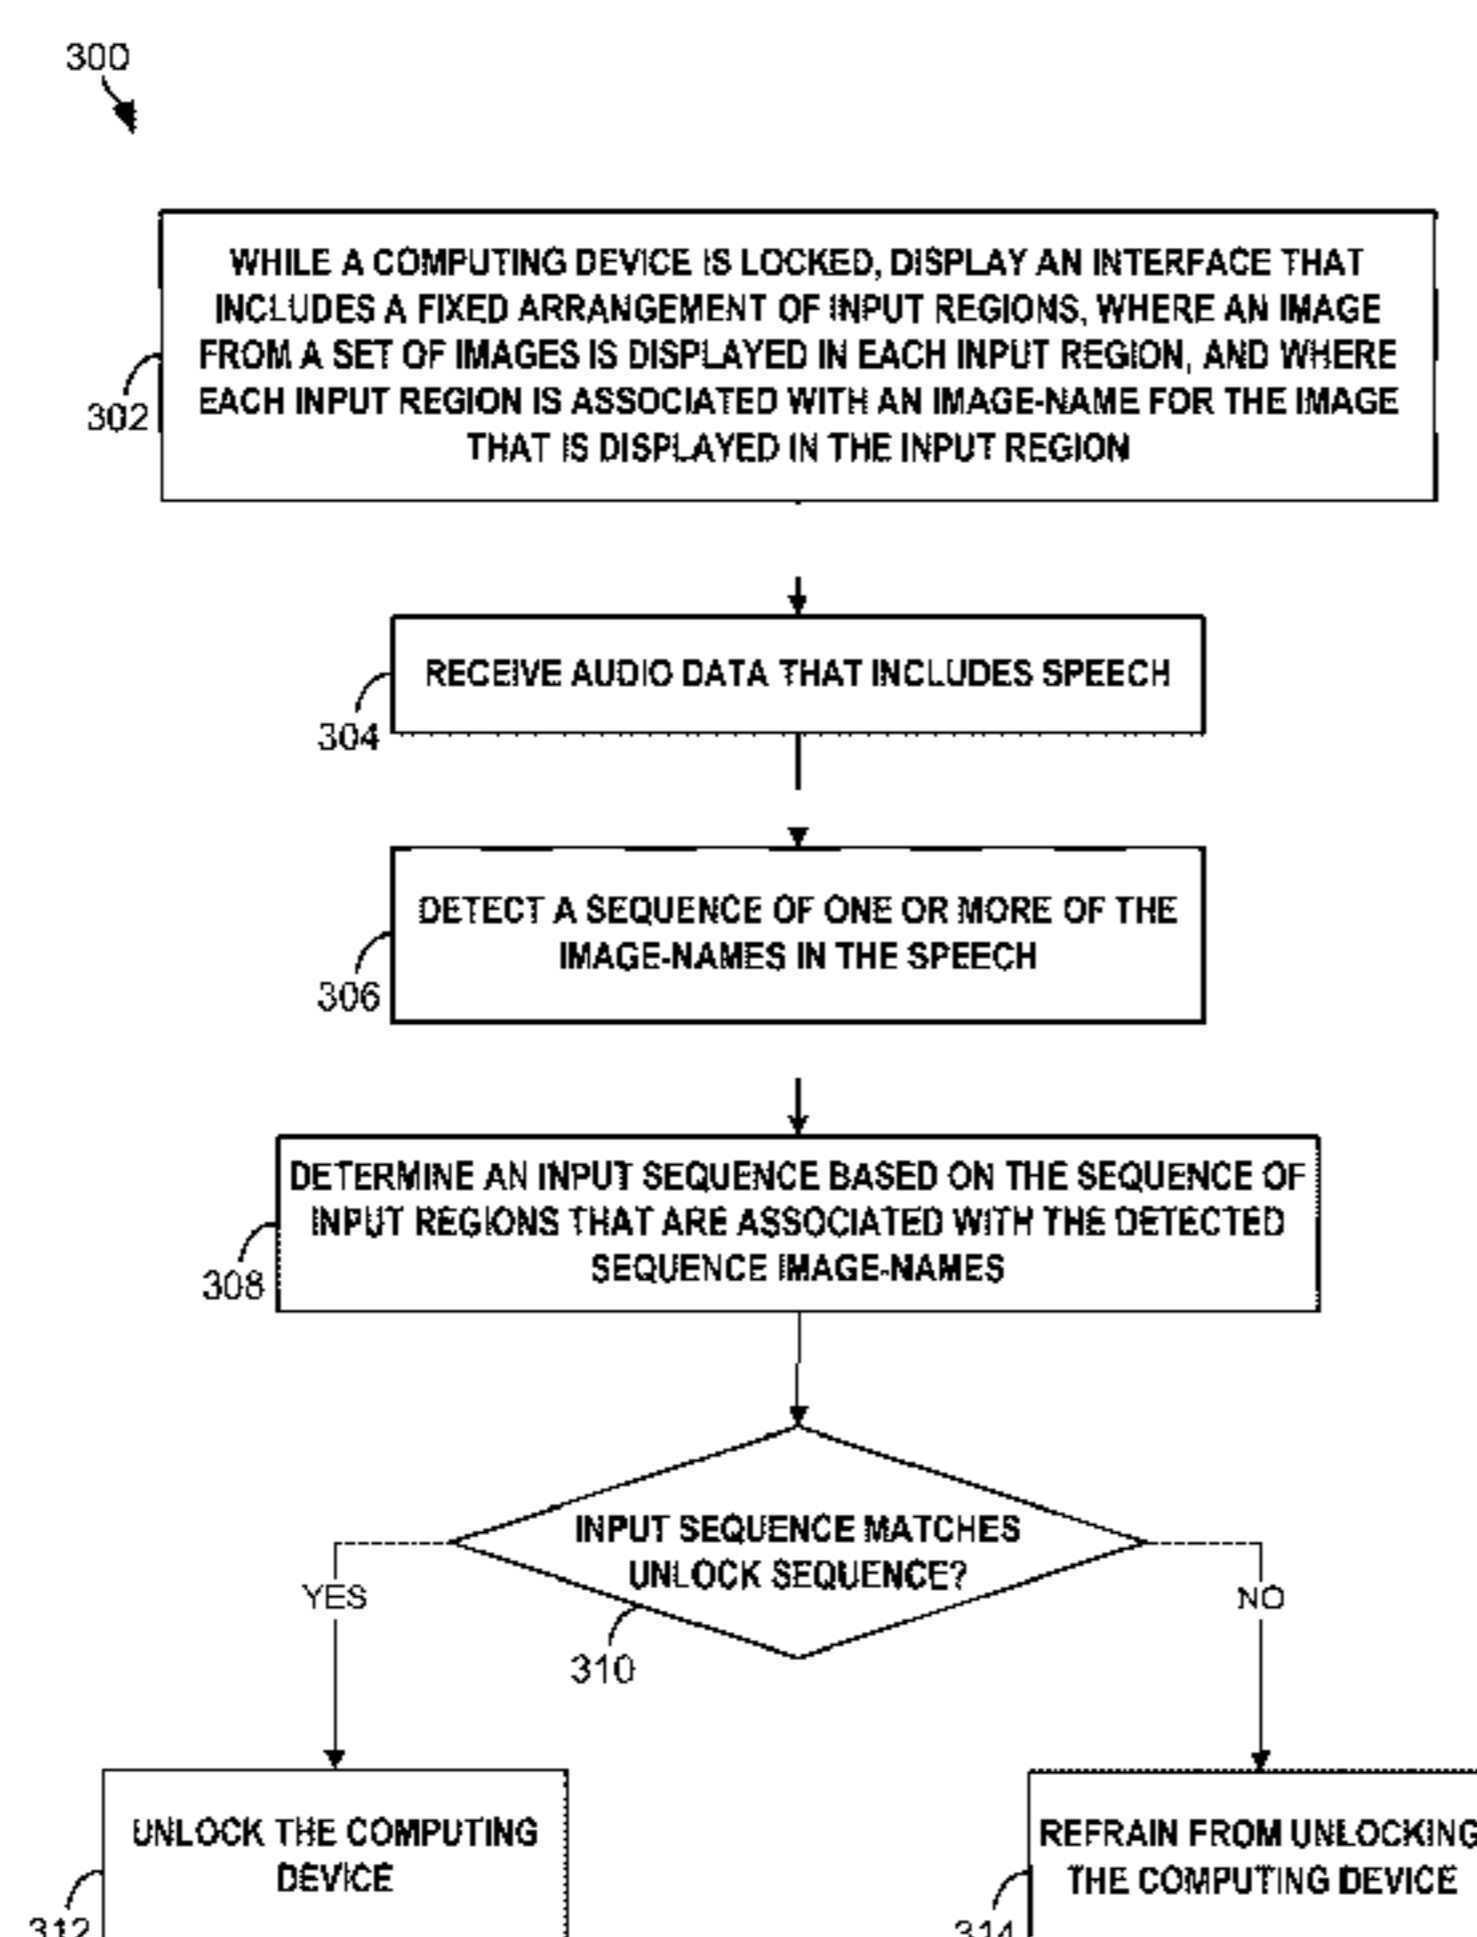 300
WHILE A COMPUTING DEVICE IS LOCKED, DISPLAY AN INTERFACE THAT
INCLUDES A FIXED ARRANGEMENT OF INPUT REGIONS, WHERE AN IMAGE
FROM A SET OF IMAGES IS DISPLAYED IN EACH INPUT REGION, AND WHERE
EACH INPUT REGION IS ASSOCIATED WITH AN IMAGE-NAME FOR THE IMAGE
THAT IS DISPLAYED IN THE INPUT REGION
302
RECEIVE AUDIO DATA THAT INCLUDES SPEECH
304
DETECT A SEQUENCE OF ONE OR MORE OF THE
IMAGE-NAMES IN THE SPEECH
306
DETERMINE AN INPUT SEQUENCE BASED ON THE SEQUENCE OF
INPUT REGIONS THAT ARE ASSOCIATED WITH THE DETECTED
SEQUENCE IMAGE-NAMES
308
INPUT SEQUENCE MATCHES
UNLOCK SEQUENCE?
YES
NO
310
UNLOCK THE COMPUTING
DEVICE
312
REFRAIN FROM UNLOCKING
THE COMPUTING DEVICE
314